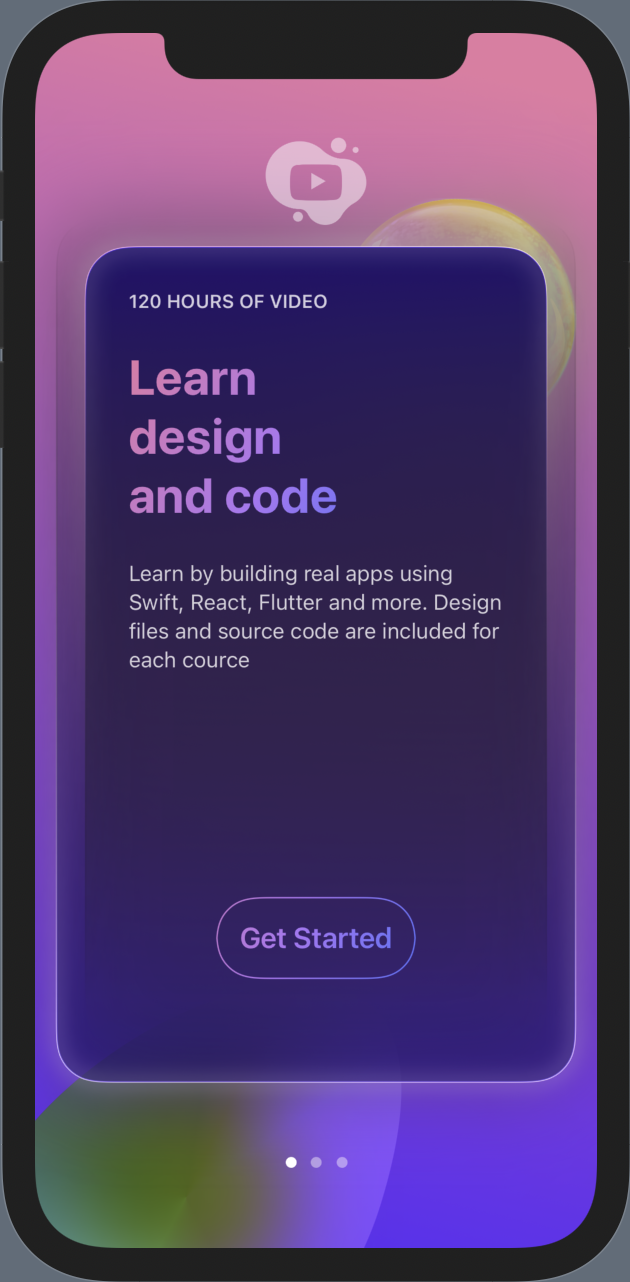 120 HOURS OF VIDEO
Learn
design
and code
Learn by building real apps using
Swift, React, Flutter and more. Design
files and source code are included for
each cource
Get Started